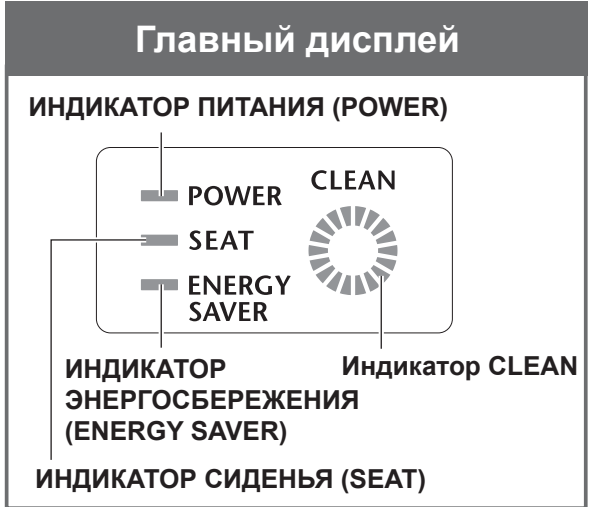 Главный дисплей
ИНДИКАТОР ПИТАНИЯ (POWER)
POWER
SEAT
ENERGY
SAVER
CLEAN
ИНДИКАТОР
ЭНЕРГОСБЕРЕЖЕНИЯ
(ENERGY SAVER)
Индикатор CLEAN
ИНДИКАТОР СИДЕНЬЯ (SEAT)